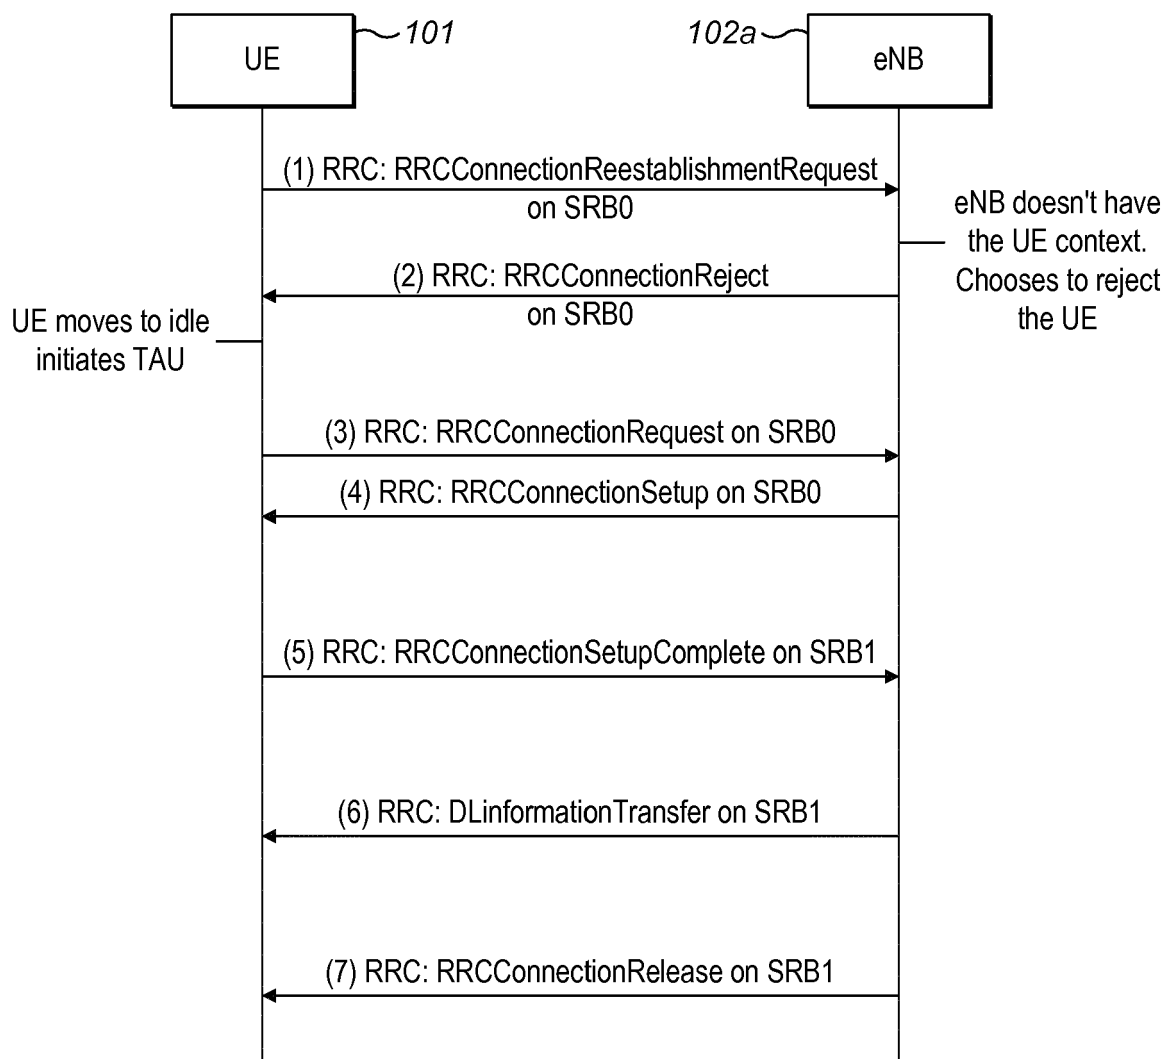 UE
101
102a
eNB
(1) RRC: RRCConnectionReestablishmentRequest
on SRB0
eNB doesn't have
the UE context.
Chooses to reject
the UE
(2) RRC: RRCConnectionReject
on SRB0
UE moves to idle
initiates TAU
(3) RRC: RRCConnectionRequest on SRB0
(4) RRC: RRCConnectionSetup on SRB0
(5) RRC: RRCConnectionSetupComplete on SRB1
(6) RRC: DLinformationTransfer on SRB1
(7) RRC: RRCConnectionRelease on SRB1